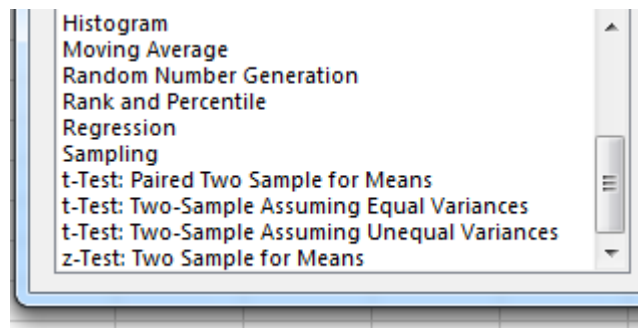 Histogram
Moving Average
Random Number Generation
Rank and Percentile
Regression
Sampling
t-Test: Paired Two Sample for Means
t-Test: Two-Sample Assuming Equal Variances
t-Test: Two-Sample Assuming Unequal Variances
z-Test: Two Sample for Means